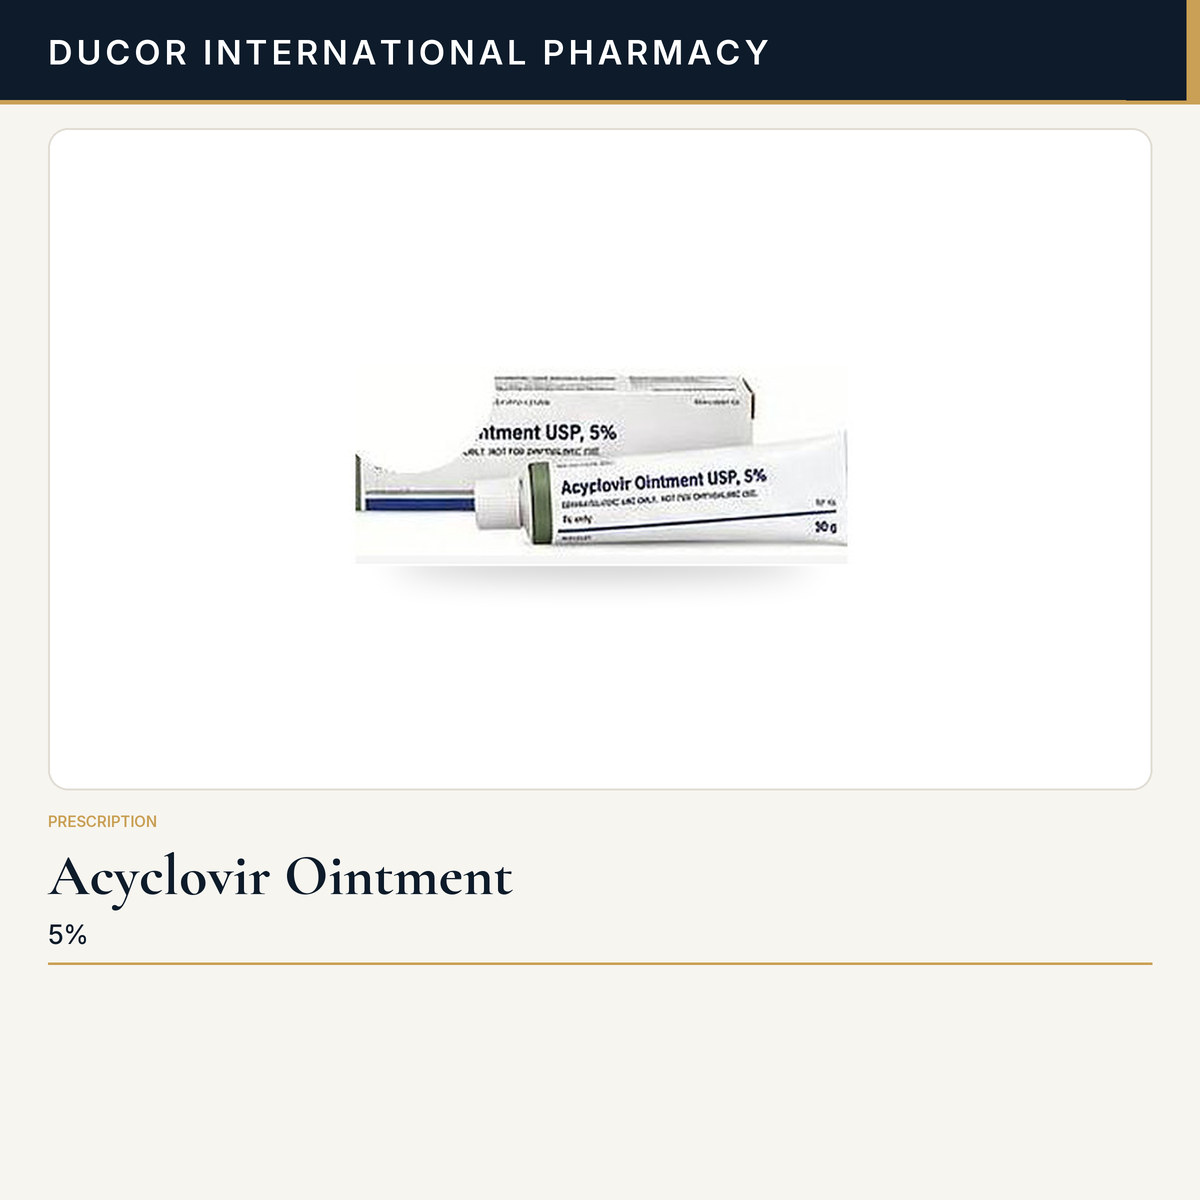 DUCOR INTERNATIONAL PHARMACY
ntment USP, 5%
Acyclovir Ointment USP, 5%
30 g
PRESCRIPTION
Acyclovir Ointment
5%